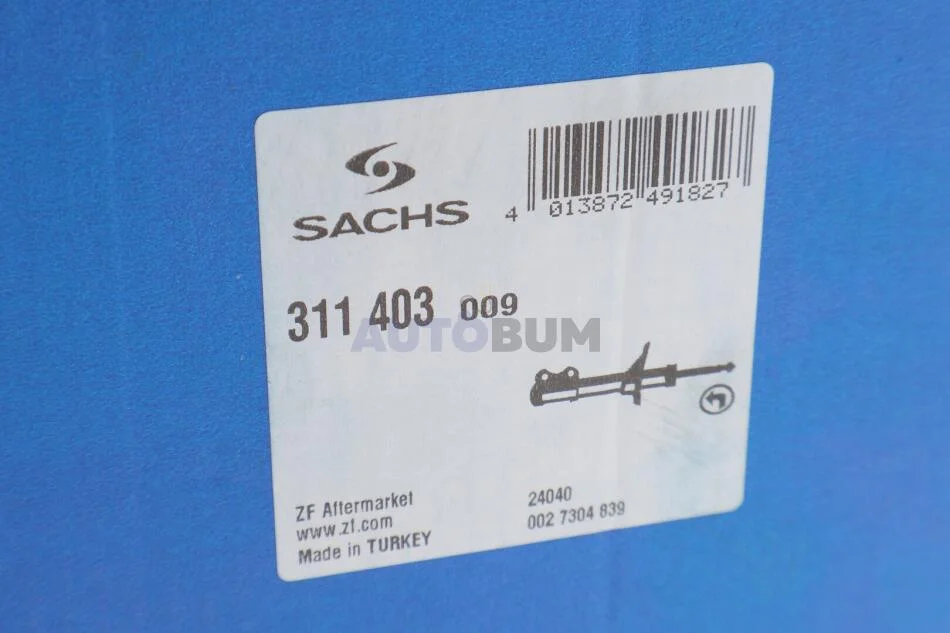 SACHS
4 013872 491827
311 403 009
AUTOBUM
ZF Aftermarket
www.zf.com
Made in TURKEY
24040
002 7304 839